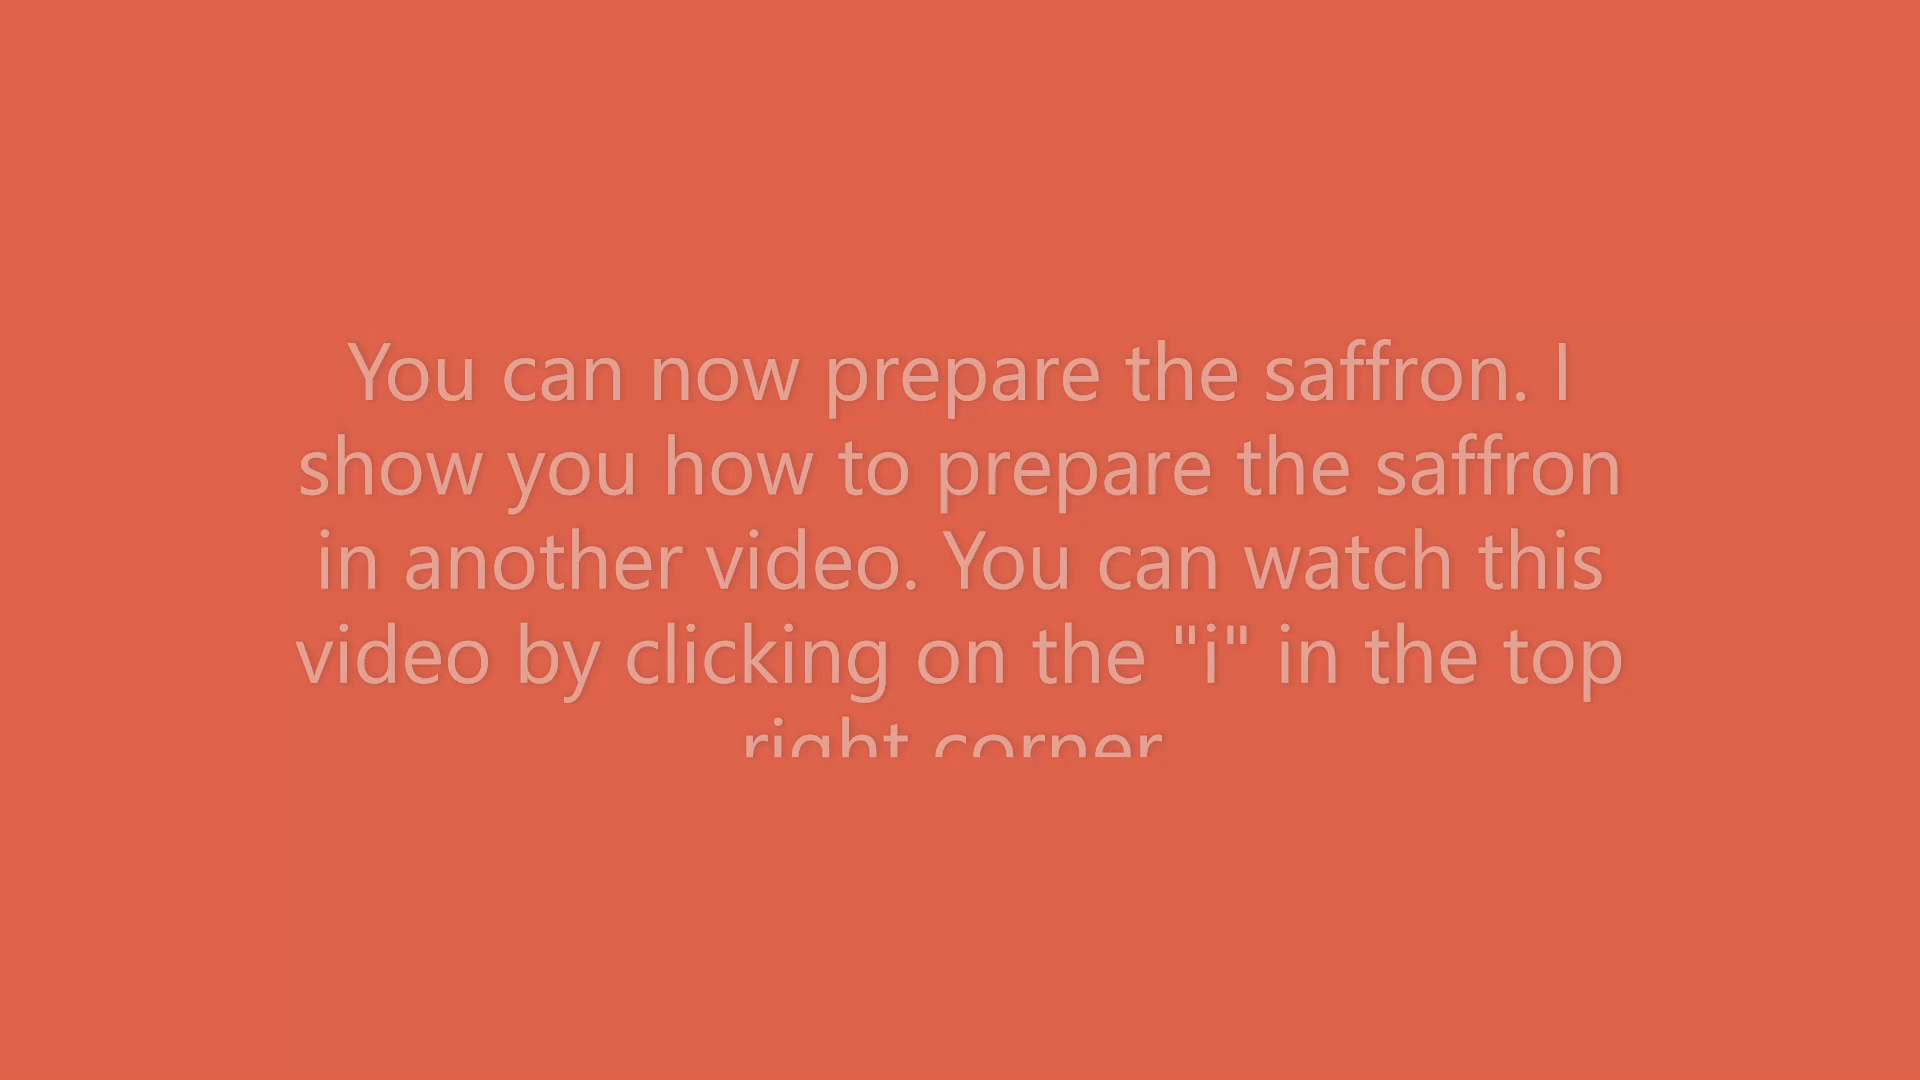 You can now prepare the saffron. I
show you how to prepare the saffron
in another video. You can watch this
video by clicking on the "i" in the top
right corner